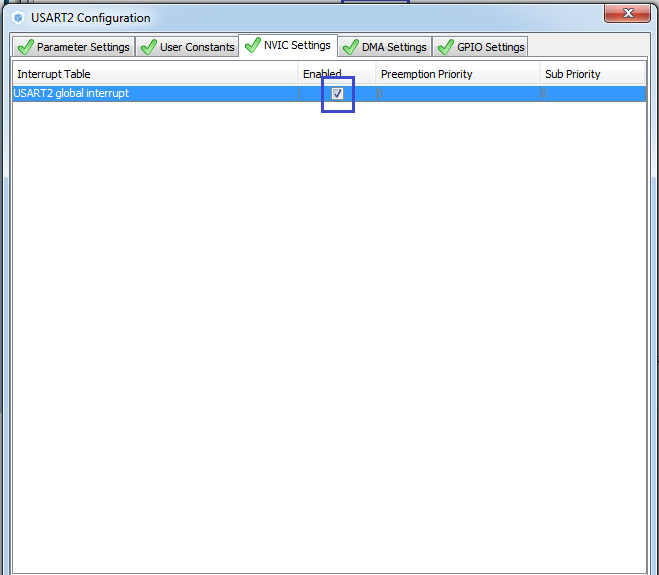 USART2 Configuration
Parameter Settings User Constants NVIC Settings DMA Settings GPIO Settings
Interrupt Table Enabled Preemption Priority Sub Priority
USART2 global interrupt 0